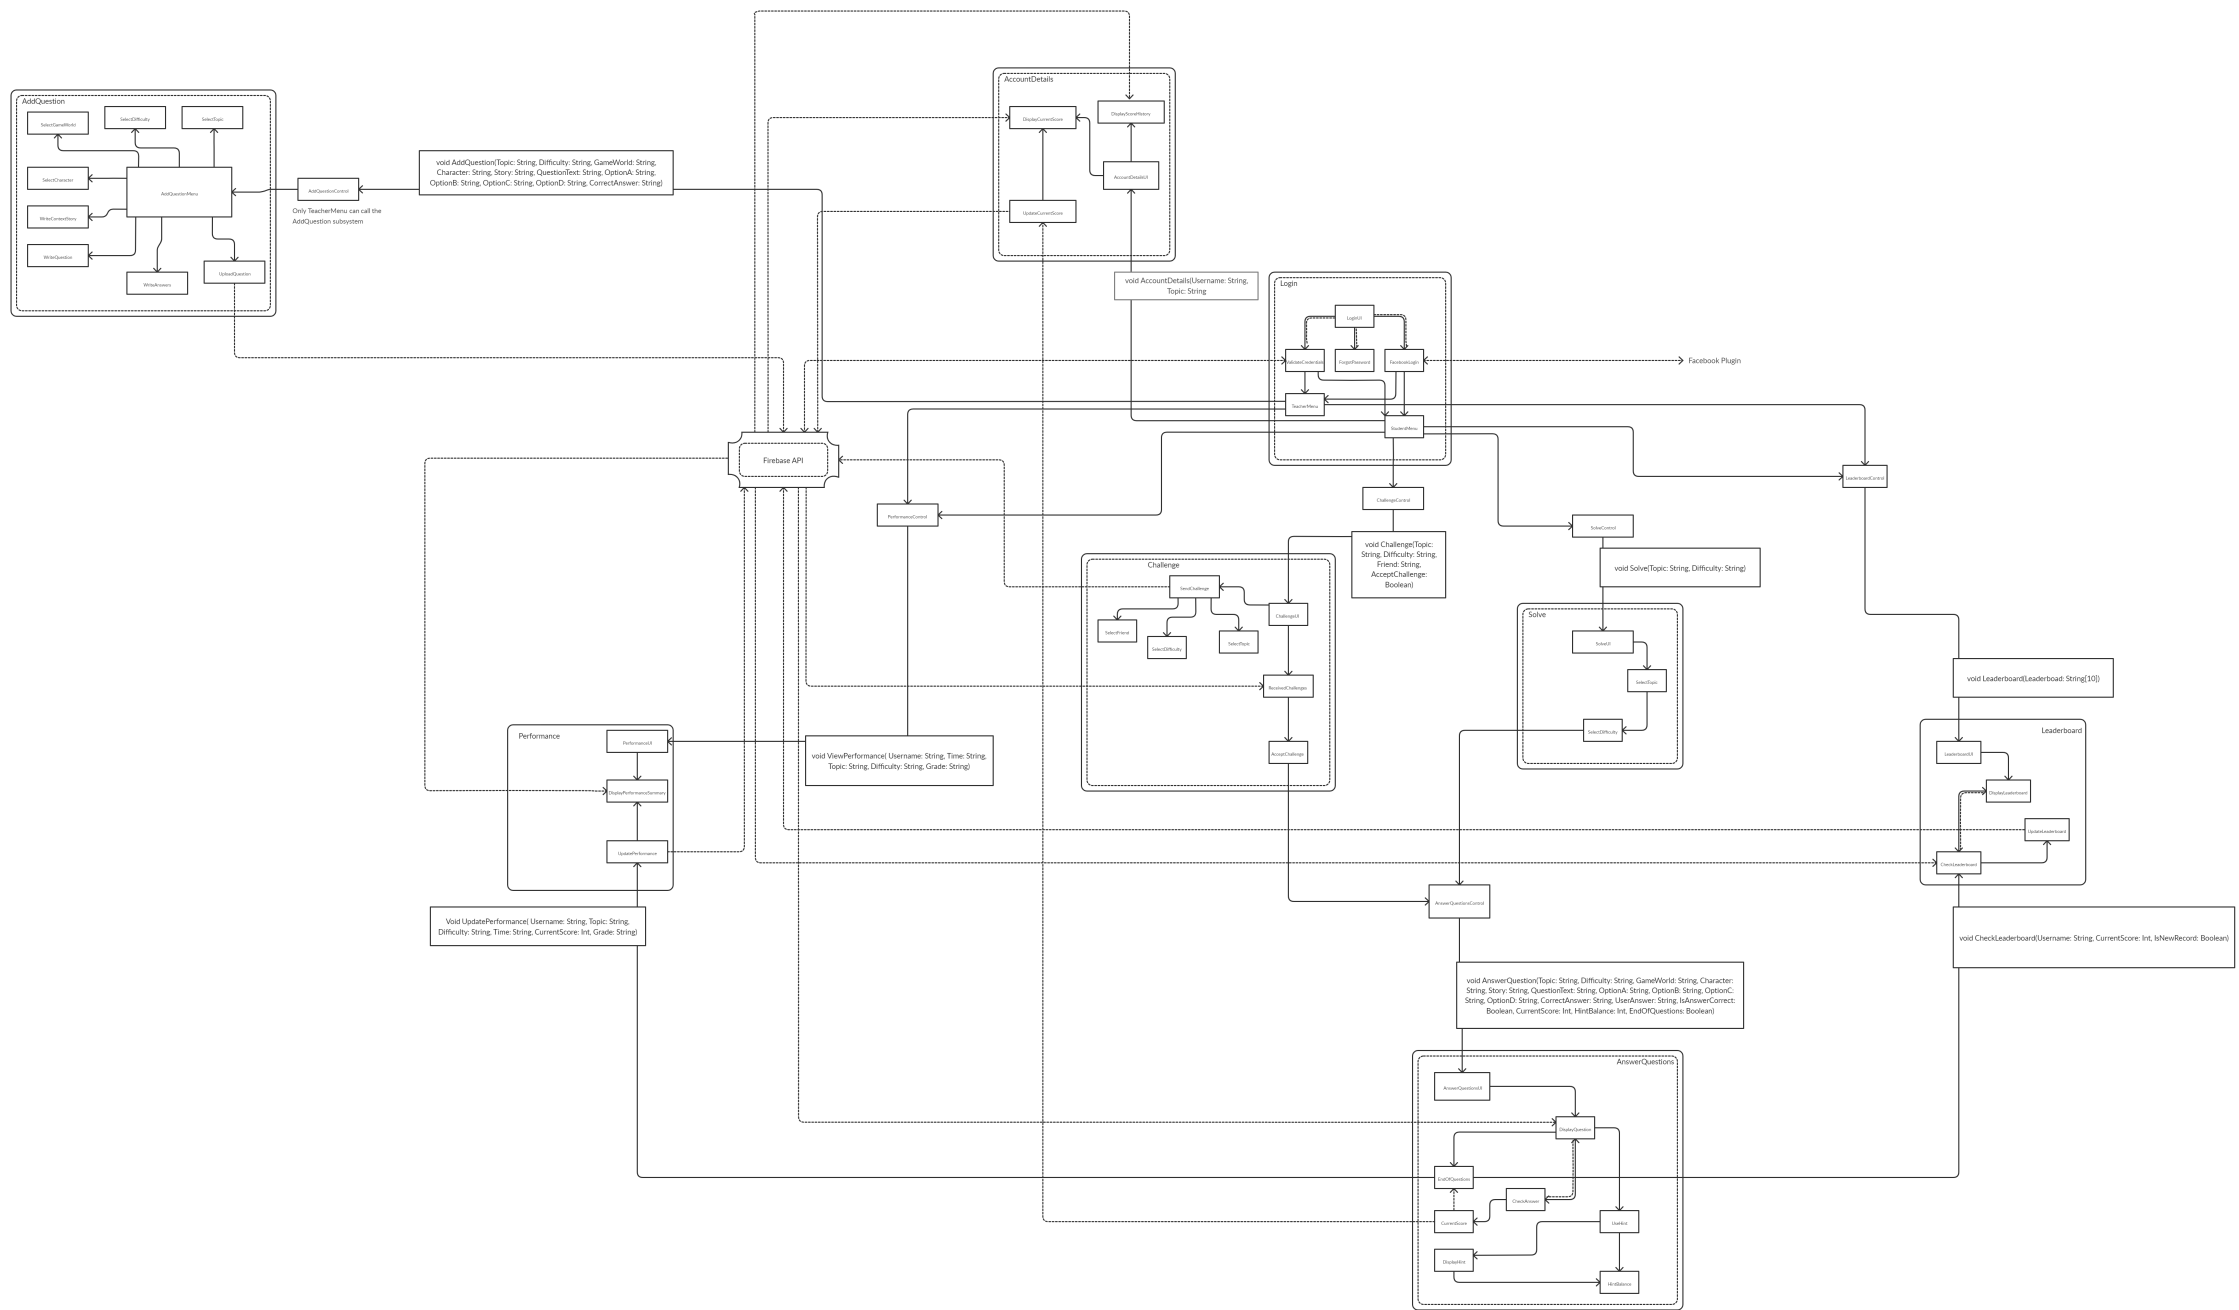 AccountDetails
DisplayCurrentScore
DisplayScoreHistory
AccountDetailUI
UpdateCurrentScore
AddQuestion
SelectGameWorld
SelectDifficulty
SelectTopic
SelectCharacter
AddQuestionMenu
WriteContextStory
WriteQuestion
WriteAnswers
UploadQuestion
AddQuestionControl
Only TeacherMenu can call the
AddQuestion subsystem
void AddQuestion(Topic: String, Difficulty: String, GameWorld: String,
Character: String, Story: String, QuestionText: String, OptionA: String,
OptionB: String, OptionC: String, OptionD: String, CorrectAnswer: String)
void AccountDetails(Username: String,
Topic: String
Login
LoginUI
ValidateCredentials
ForgotPassword
FacebookLogin
Facebook Plugin
TeacherMenu
StudentMenu
Firebase API
LeaderboardControl
ChallengeControl
PerformanceControl
SolveControl
void Challenge(Topic:
String, Difficulty: String,
Friend: String,
AcceptChallenge:
Boolean)
void Solve(Topic: String, Difficulty: String)
Challenge
SendChallenge
ChallengeUI
SelectFriend
SelectDifficulty
SelectTopic
ReceivedChallenges
AcceptChallenge
Solve
SolveUI
SelectTopic
SelectDifficulty
void Leaderboard(Leaderboad: String[10])
Leaderboard
LeaderboardUI
DisplayLeaderboard
UpdateLeaderboard
CheckLeaderboard
Performance
PerformanceUI
DisplayPerformanceSummary
UpdatePerformance
void ViewPerformance( Username: String, Time: String,
Topic: String, Difficulty: String, Grade: String)
Void UpdatePerformance( Username: String, Topic: String,
Difficulty: String, Time: String, CurrentScore: Int, Grade: String)
AnswerQuestionsControl
void CheckLeaderboard(Username: String, CurrentScore: Int, IsNewRecord: Boolean)
void AnswerQuestion(Topic: String, Difficulty: String, GameWorld: String, Character:
String, Story: String, QuestionText: String, OptionA: String, OptionB: String, OptionC:
String, OptionD: String, CorrectAnswer: String, UserAnswer: String, IsAnswerCorrect:
Boolean, CurrentScore: Int, HintBalance: Int, EndOfQuestions: Boolean)
AnswerQuestions
AnswerQuestionsUI
DisplayQuestion
EndOfQuestions
CheckAnswer
CurrentScore
UseHint
DisplayHint
HintBalance